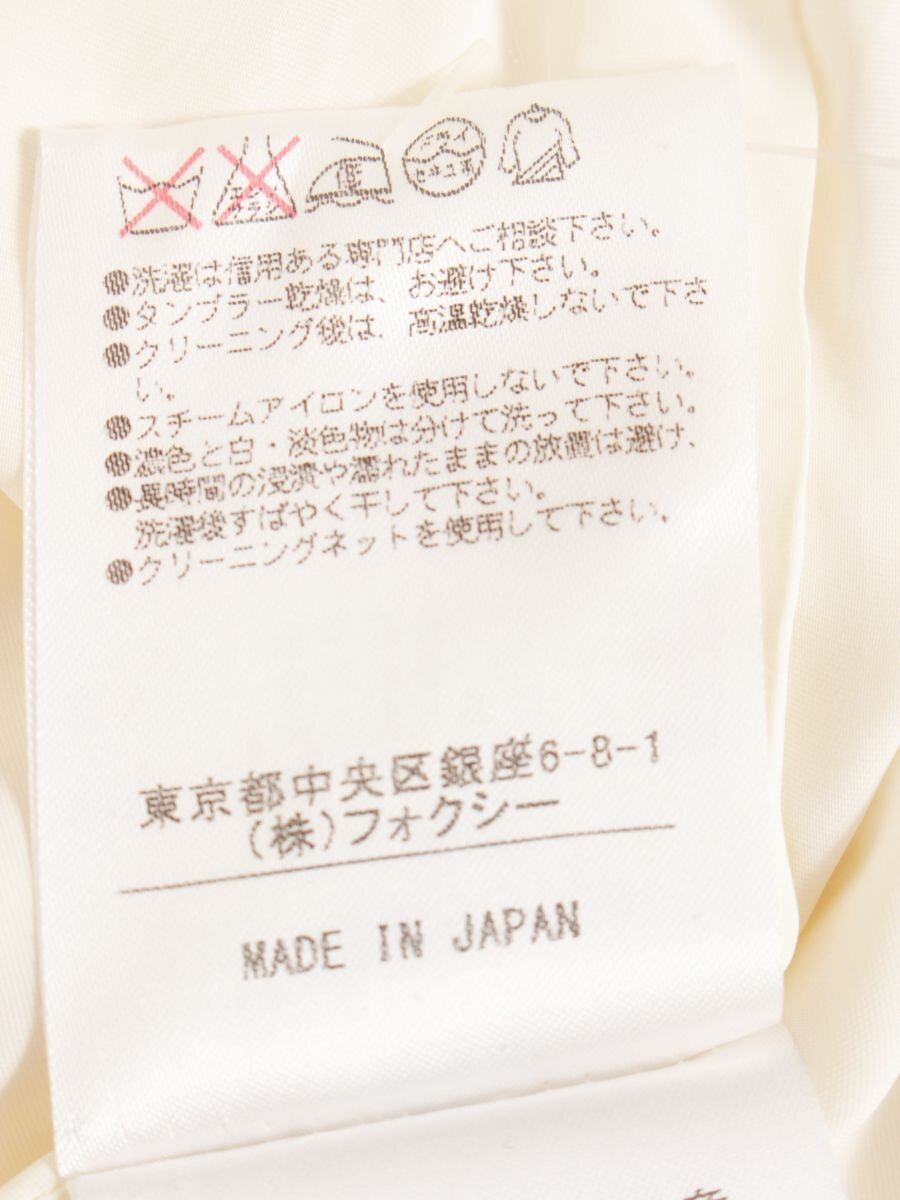 エンソ
サラシ
低
ドライ
セキユ系
●洗濯は信用ある専門店へご相談下さい。
●タンブラー乾燥は、お避け下さい。
●クリーニング後は、高温乾燥しないで下さ
い。
●スチームアイロンを使用しないで下さい。
●濃色と白・淡色物は分けて洗って下さい。
●長時間の浸漬や濡れたままの放置は避け、
洗濯後すばやく干して下さい。
●クリーニングネットを使用して下さい。
東京都中央区銀座6-8-1
(株)フォクシー
MADE IN JAPAN